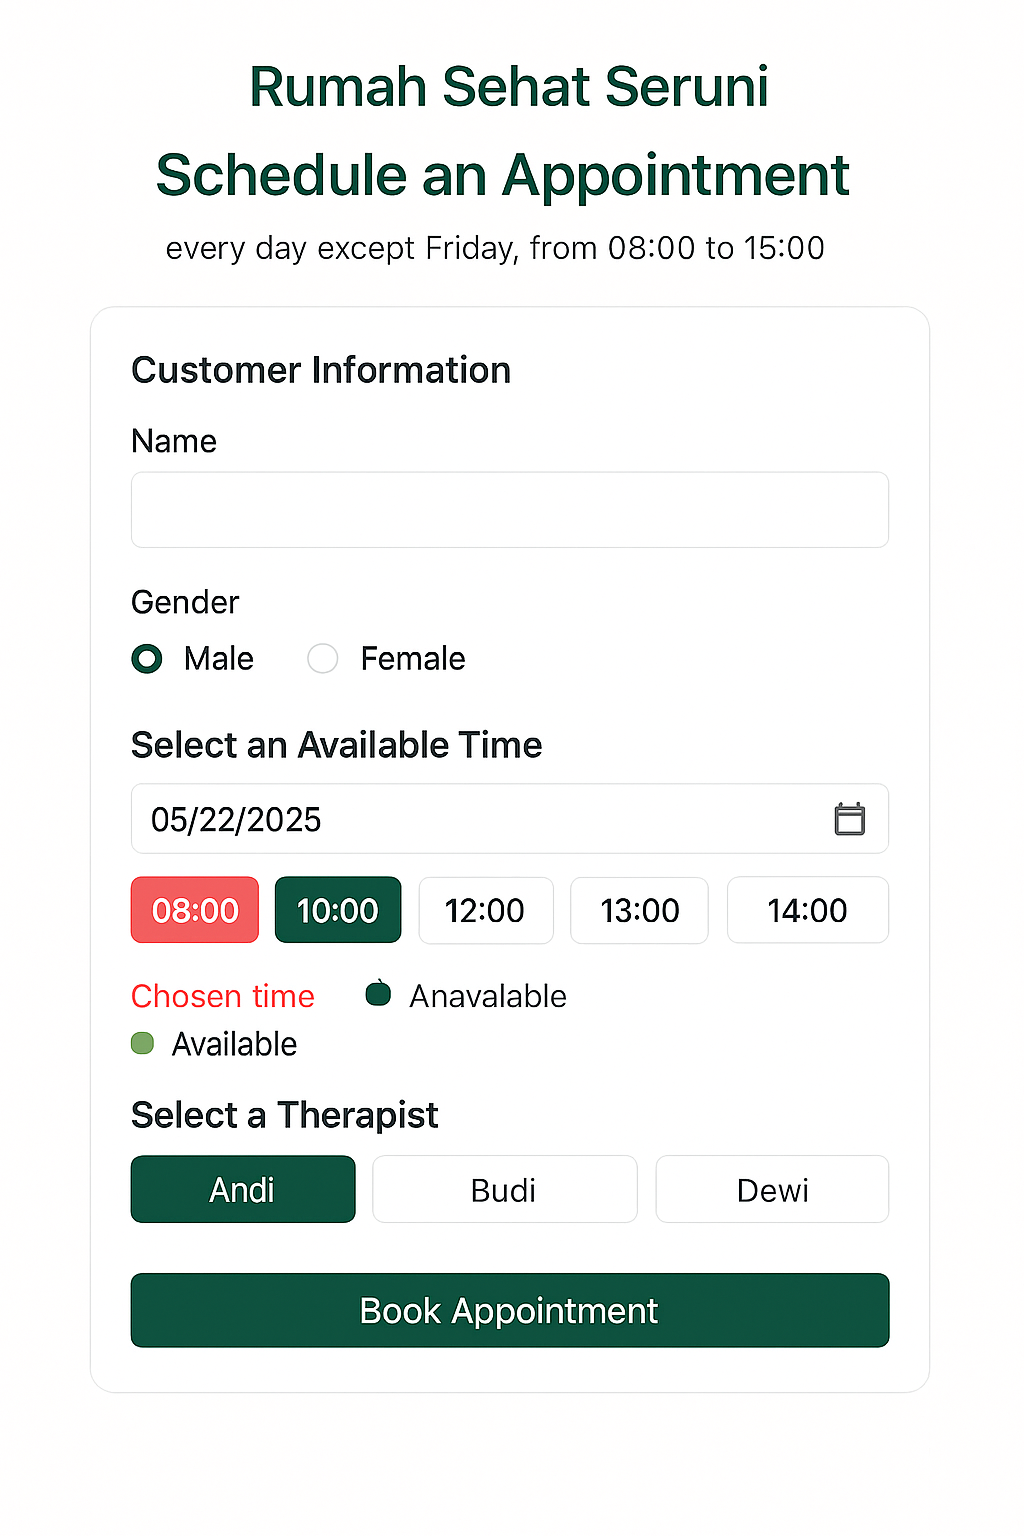 Rumah Sehat Seruni
Schedule an Appointment
every day except Friday, from 08:00 to 15:00
Customer Information
Name
Gender
Male Female
Select an Available Time
05/22/2025
08:00 10:00 12:00 13:00 14:00
Chosen time Anavalable
Available
Select a Therapist
Andi Budi Dewi
Book Appointment